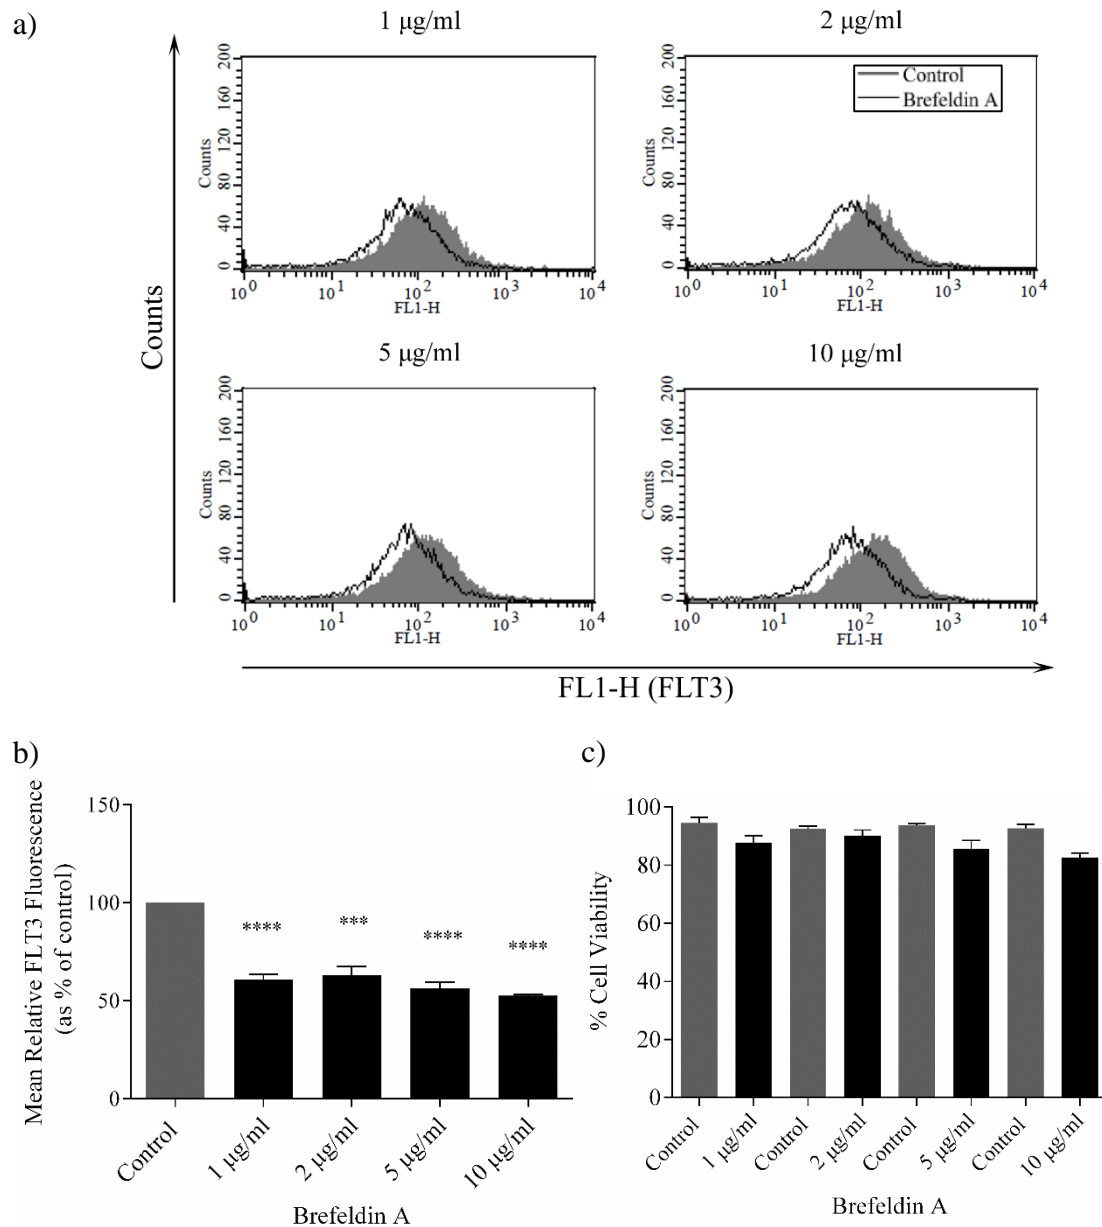 a)
1 μg/ml
2 μg/ml
Counts
200
160
120
80
40
0
Counts
10^0
10^1
10^2
10^3
10^4
FL1-H
Control
Brefeldin A
200
160
120
80
40
0
Counts
10^0
10^1
10^2
10^3
10^4
FL1-H
5 μg/ml
10 μg/ml
200
160
120
80
40
0
Counts
10^0
10^1
10^2
10^3
10^4
FL1-H
200
160
120
80
40
0
Counts
10^0
10^1
10^2
10^3
10^4
FL1-H
FL1-H (FLT3)
b)
Mean Relative FLT3 Fluorescence
(as % of control)
150
100
50
0
****
***
****
****
Control
1 μg/ml
2 μg/ml
5 μg/ml
10 μg/ml
Brefeldin A
c)
% Cell Viability
100
80
60
40
20
0
Control
1 μg/ml
Control
2 μg/ml
Control
5 μg/ml
Control
10 μg/ml
Brefeldin A